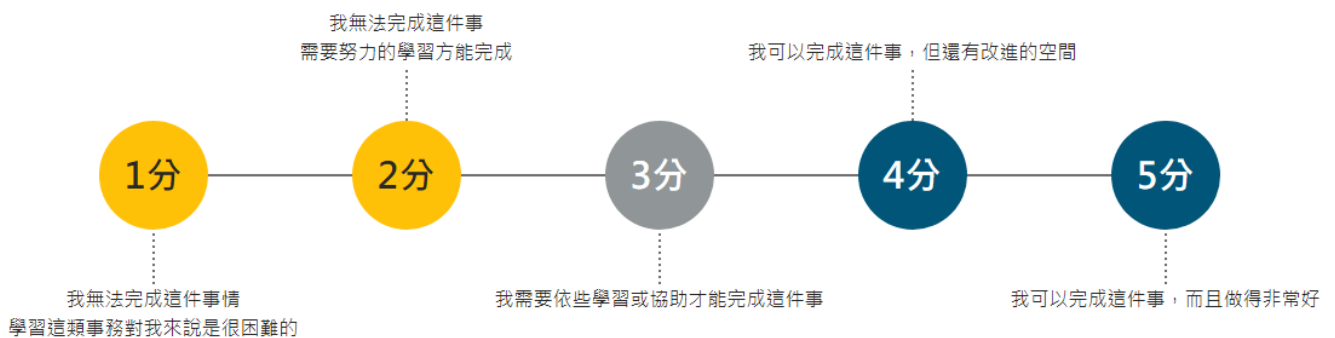 我無法完成這件事
需要努力的學習方能完成
我可以完成這件事，但還有改進的空間
1分
2分
3分
4分
5分
我無法完成這件事情
學習這類事務對我來說是很困難的
我需要依些學習或協助才能完成這件事
我可以完成這件事，而且做得非常好